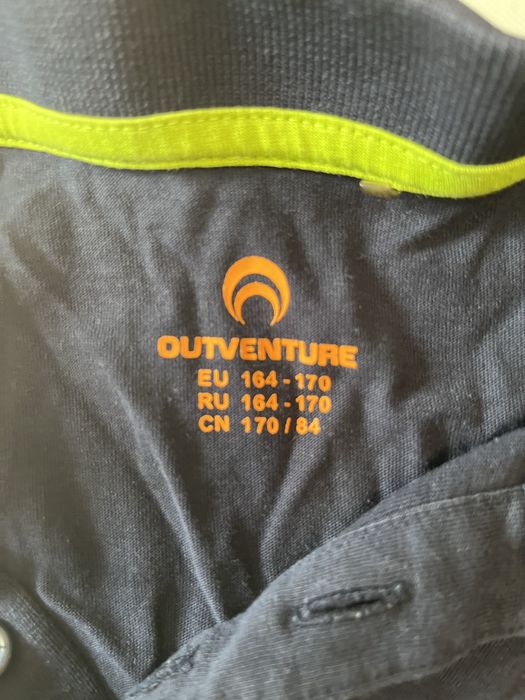 OUTVENTURE
EU 164 - 170
RU 164 - 170
CN 170 / 84